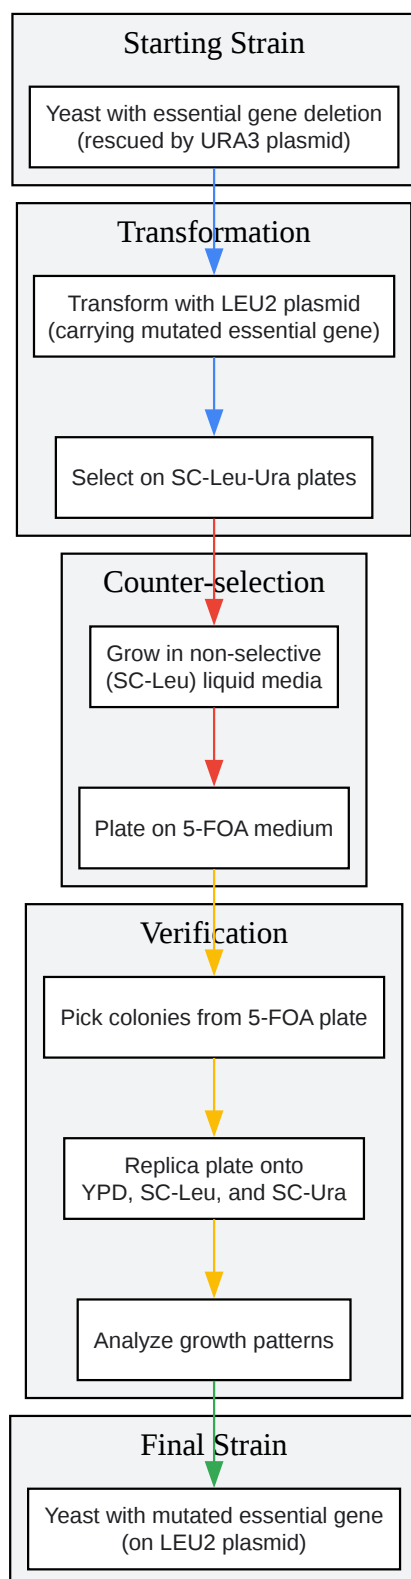 Starting Strain
Yeast with essential gene deletion
(rescued by URA3 plasmid)
Transformation
Transform with LEU2 plasmid
(carrying mutated essential gene)
Select on SC-Leu-Ura plates
Counter-selection
Grow in non-selective
(SC-Leu) liquid media
Plate on 5-FOA medium
Verification
Pick colonies from 5-FOA plate
Replica plate onto
YPD, SC-Leu, and SC-Ura
Analyze growth patterns
Final Strain
Yeast with mutated essential gene
(on LEU2 plasmid)